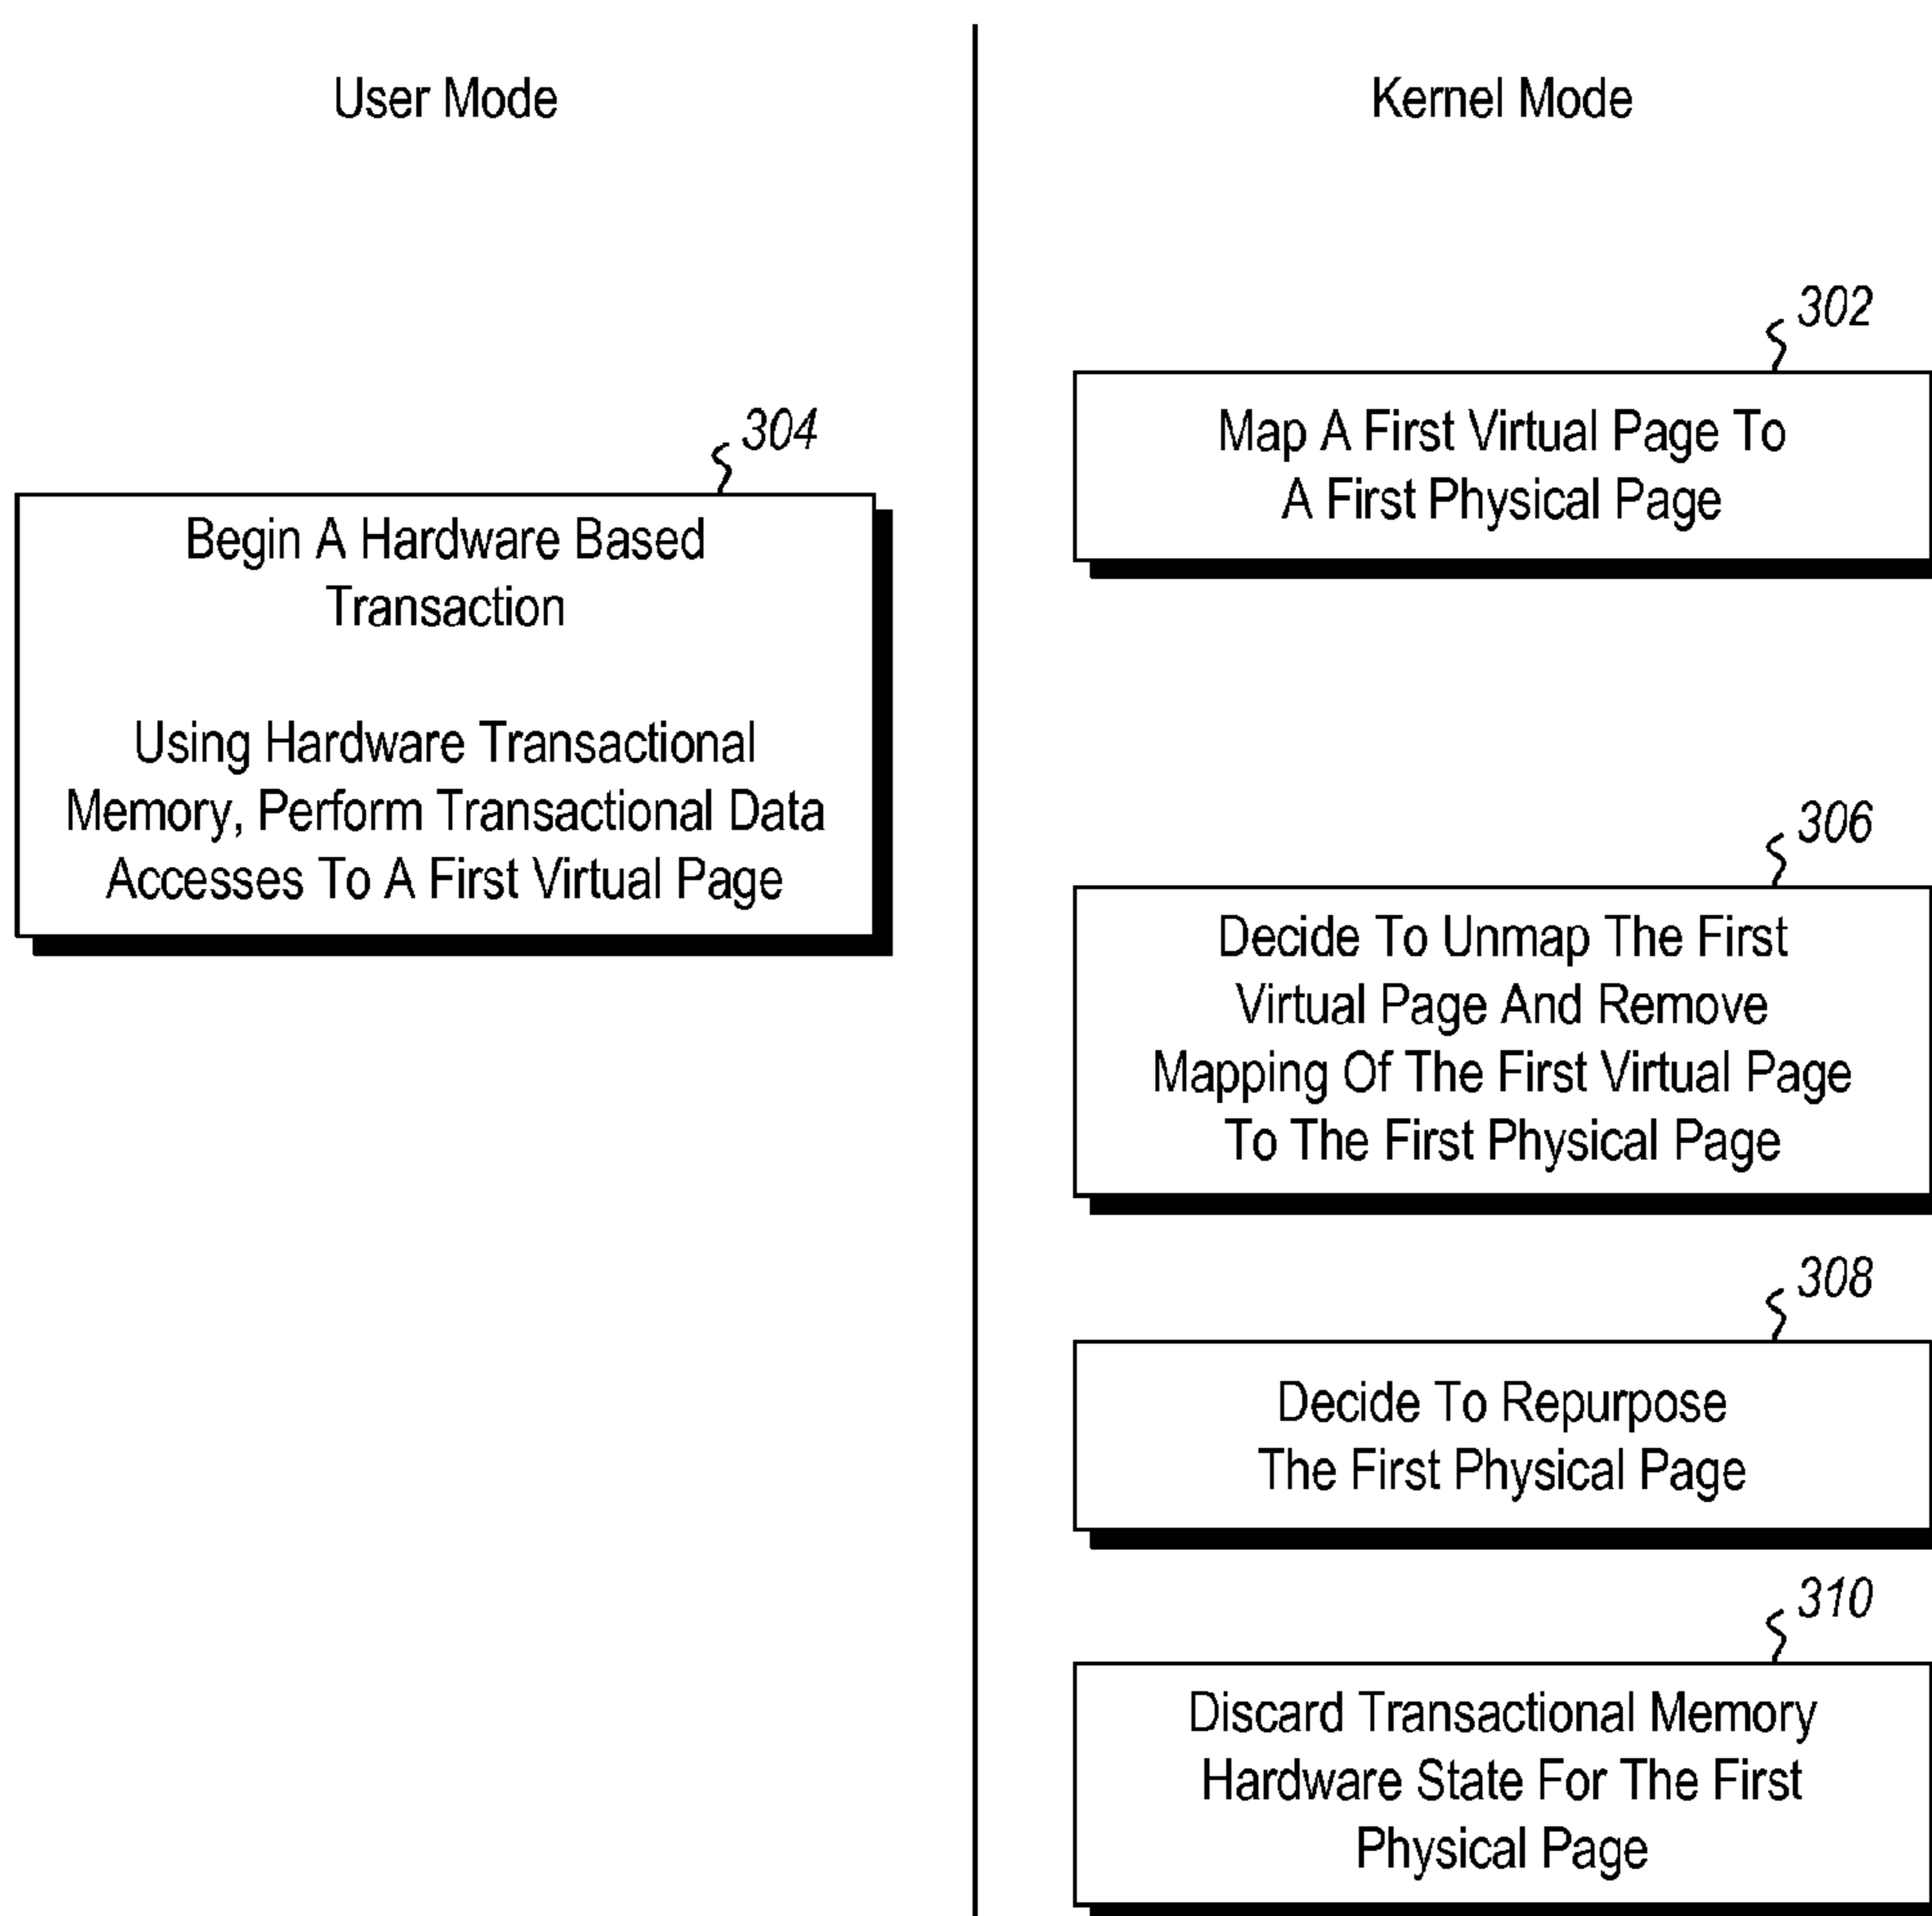 User Mode
Kernel Mode
302
Map A First Virtual Page To
A First Physical Page
304
Begin A Hardware Based
Transaction
Using Hardware Transactional
Memory, Perform Transactional Data
Accesses To A First Virtual Page
306
Decide To Unmap The First
Virtual Page And Remove
Mapping Of The First Virtual Page
To The First Physical Page
308
Decide To Repurpose
The First Physical Page
310
Discard Transactional Memory
Hardware State For The First
Physical Page